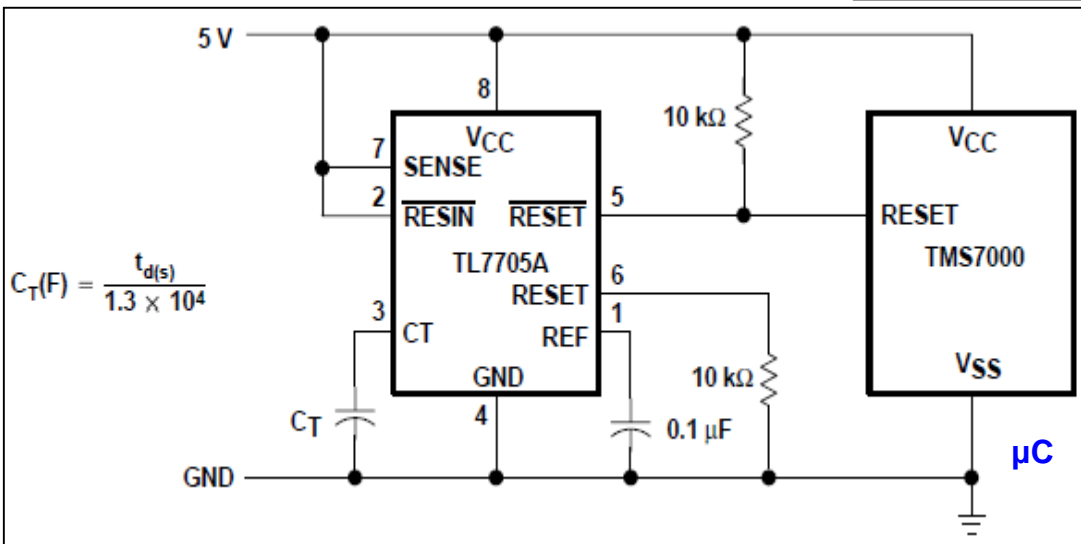 5 V
8
10 kΩ
VCC
VCC
7
SENSE
2
RESIN
RESET
5
RESET
TL7705A
TMS7000
CT(F) = td(s) / 1.3 × 10⁴
6
RESET
3
1
CT
REF
VSS
GND
10 kΩ
4
CT
0.1 µF
µC
GND